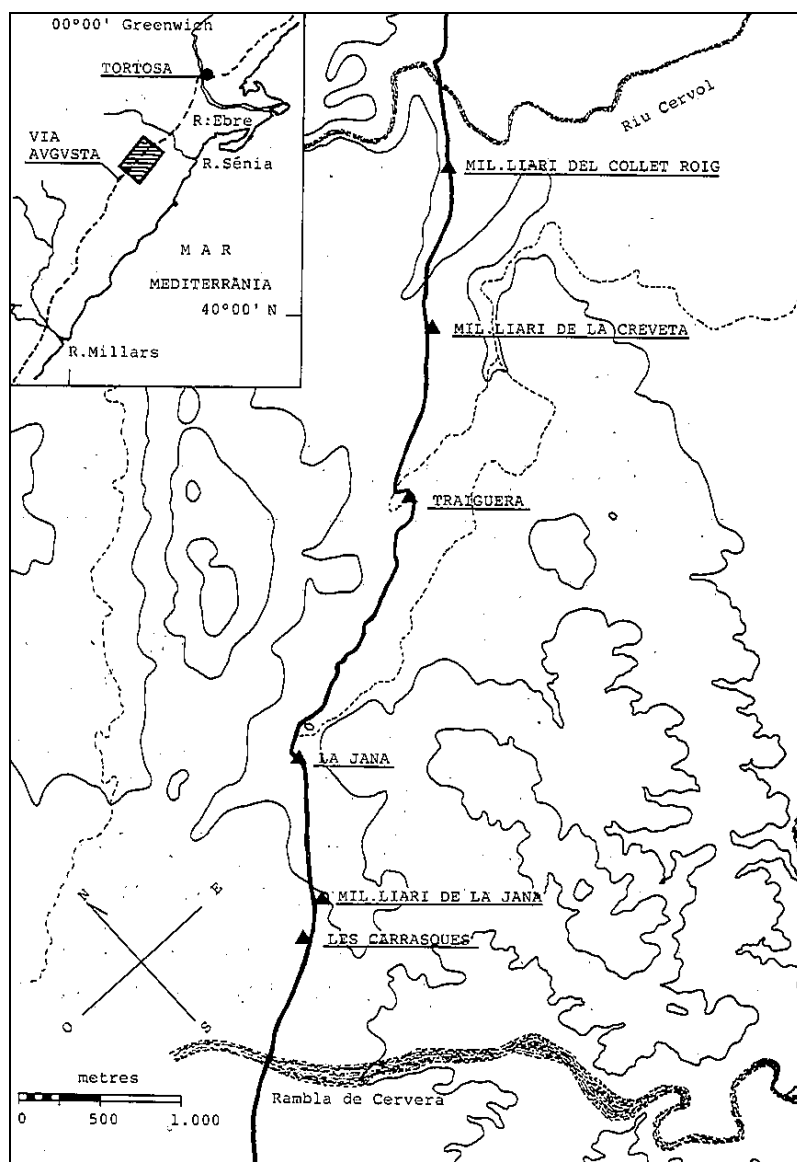 00°00' Greenwich
TORTOSA
R:Ebre
VIA
AVGVSTA
R.Sénia
M A R
MEDITERRÀNIA
40°00' N
R.Millars
Riu Cervol
MIL.LIARI DEL COLLET ROIG
MIL.LIARI DE LA CREVETA
TRAIGUERA
LA JANA
MIL.LIARI DE LA JANA
LES CARRASQUES
N
E
O
S
metres
0 500 1.000
Rambla de Cervera